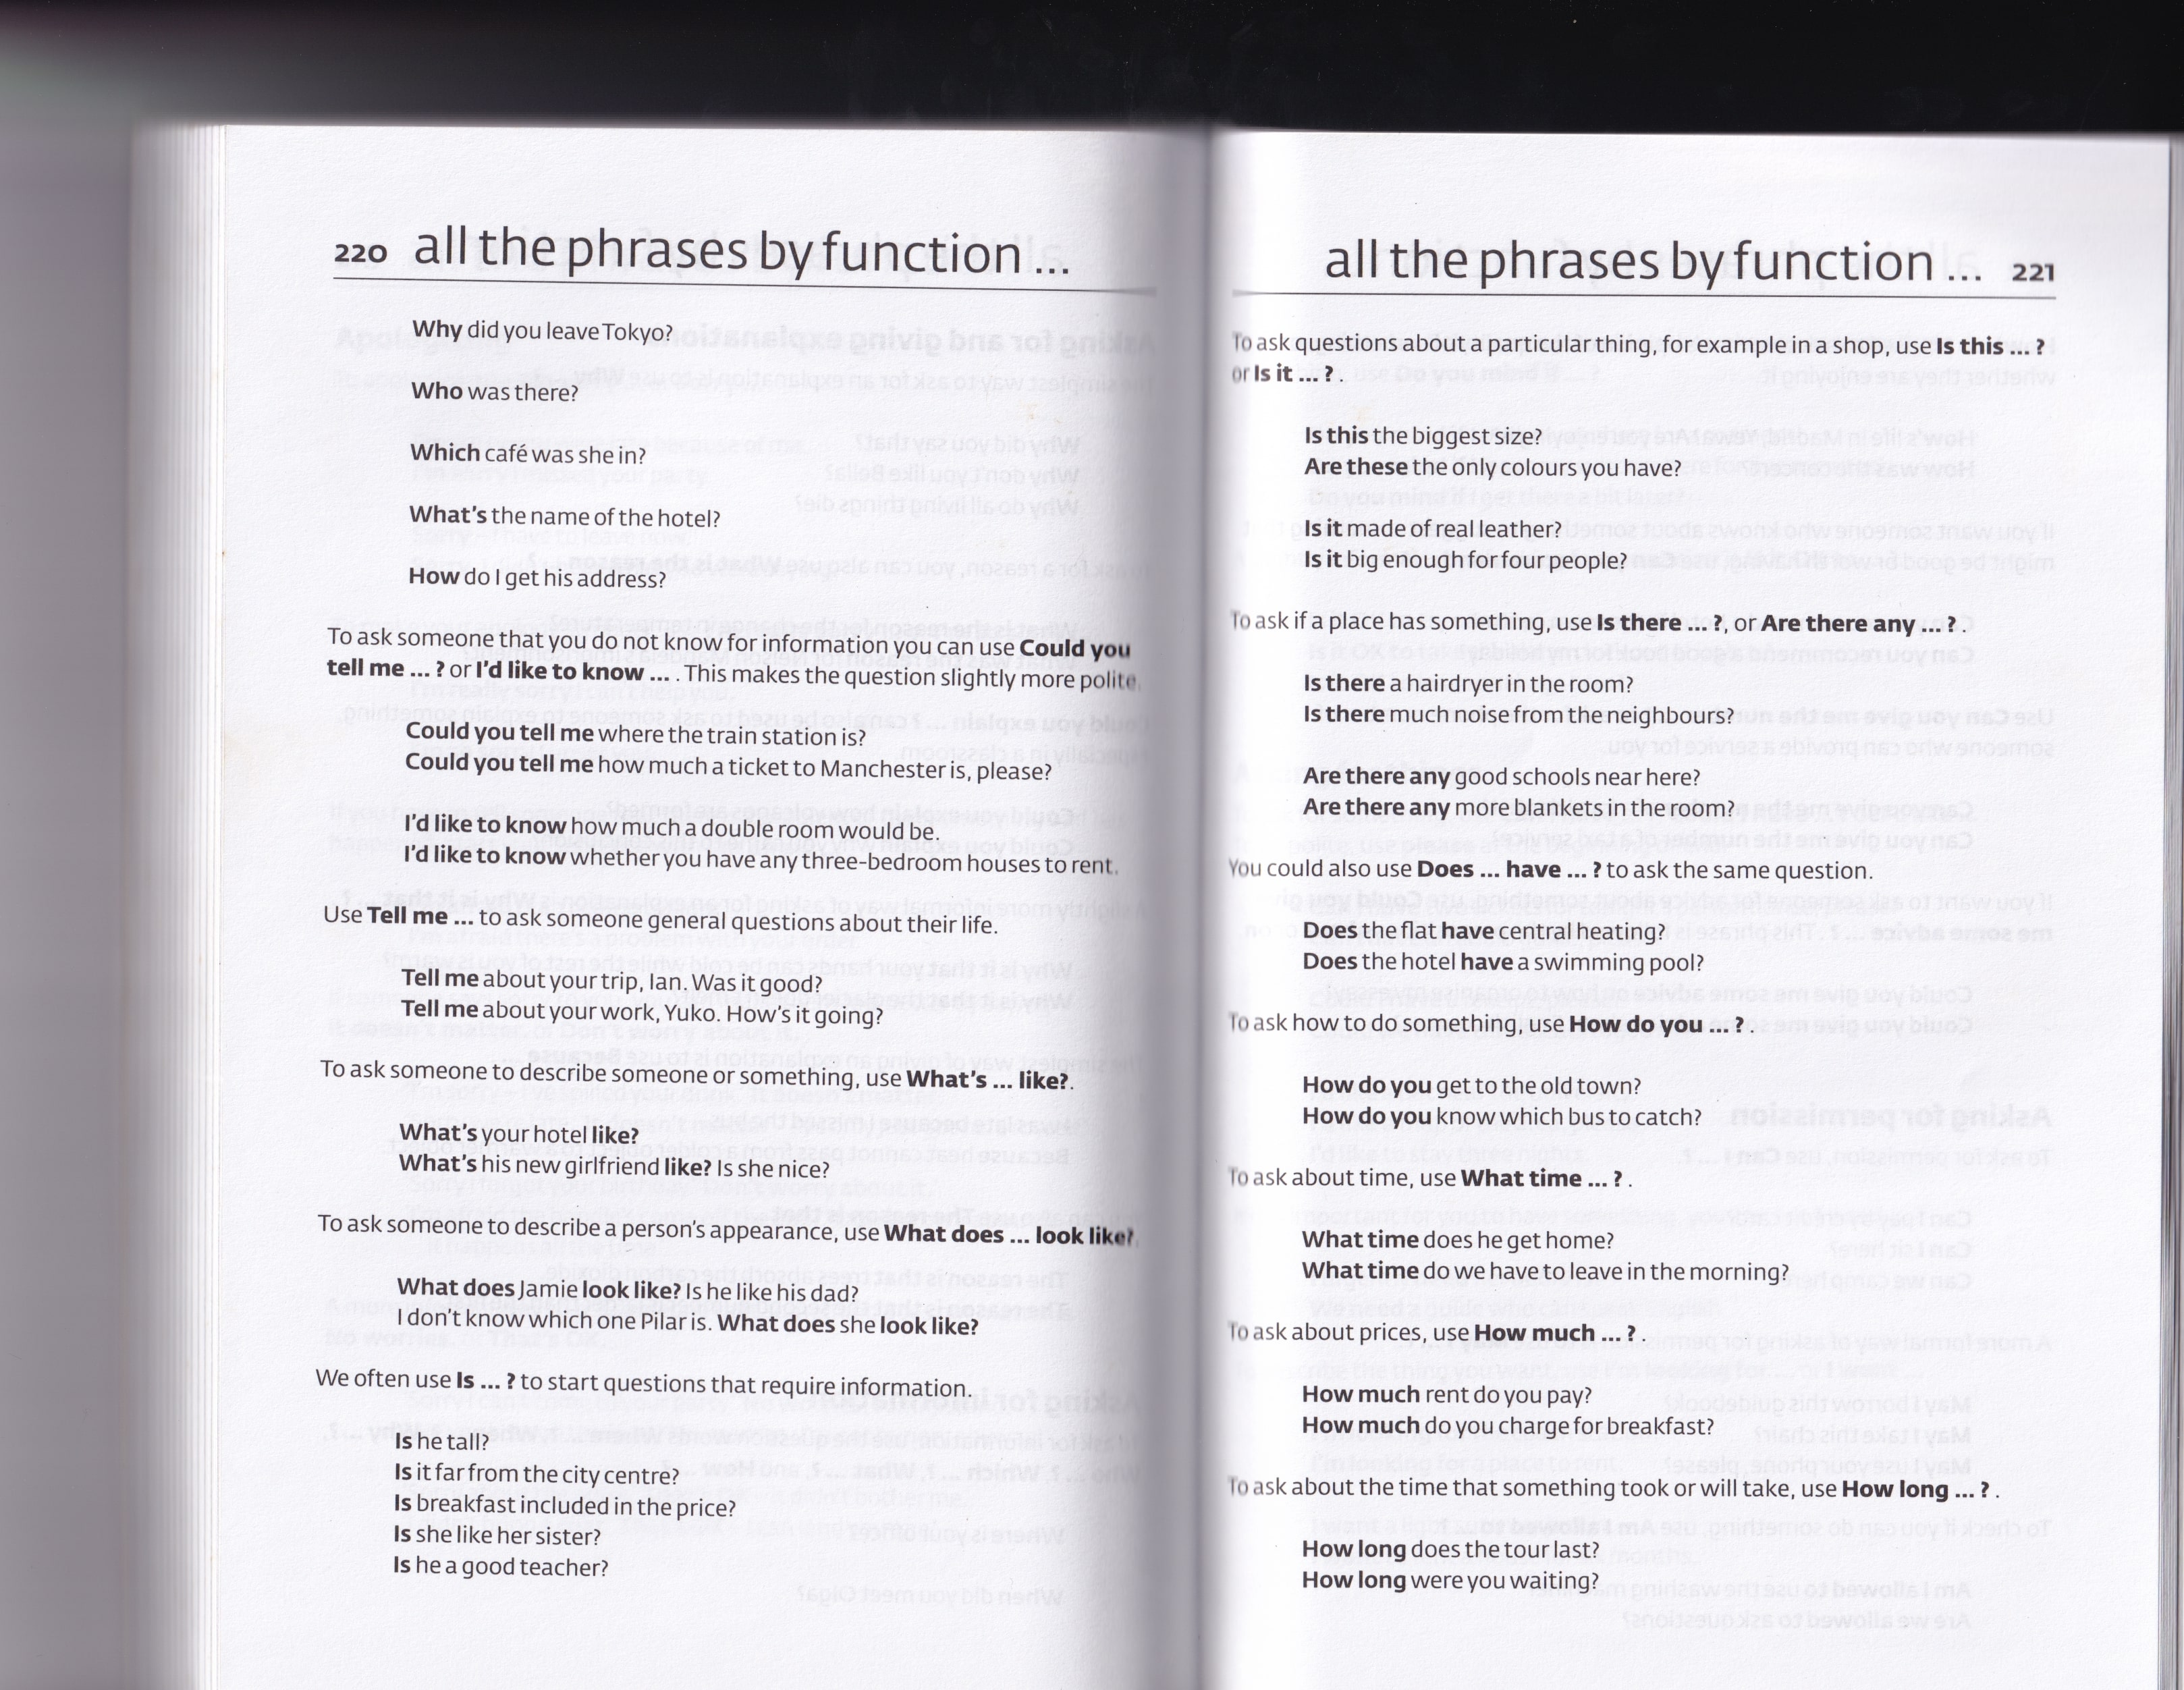 220 all the phrases by function ...
Why did you leave Tokyo?
Who was there?
Which café was she in?
What's the name of the hotel?
How do I get his address?
To ask someone that you do not know for information you can use Could you
tell me ... ? or I'd like to know ... . This makes the question slightly more polite.
Could you tell me where the train station is?
Could you tell me how much a ticket to Manchester is, please?
I'd like to know how much a double room would be.
I'd like to know whether you have any three-bedroom houses to rent.
Use Tell me ... to ask someone general questions about their life.
Tell me about your trip, Ian. Was it good?
Tell me about your work, Yuko. How's it going?
To ask someone to describe someone or something, use What's ... like?.
What's your hotel like?
What's his new girlfriend like? Is she nice?
To ask someone to describe a person's appearance, use What does ... look like?.
What does Jamie look like? Is he like his dad?
I don't know which one Pilar is. What does she look like?
We often use Is ... ? to start questions that require information.
Is he tall?
Is it far from the city centre?
Is breakfast included in the price?
Is she like her sister?
Is he a good teacher?
all the phrases by function ... 221
To ask questions about a particular thing, for example in a shop, use Is this ... ?
or Is it ... ? .
Is this the biggest size?
Are these the only colours you have?
Is it made of real leather?
Is it big enough for four people?
To ask if a place has something, use Is there ... ?, or Are there any ... ? .
Is there a hairdryer in the room?
Is there much noise from the neighbours?
Are there any good schools near here?
Are there any more blankets in the room?
You could also use Does ... have ... ? to ask the same question.
Does the flat have central heating?
Does the hotel have a swimming pool?
To ask how to do something, use How do you ... ? .
How do you get to the old town?
How do you know which bus to catch?
To ask about time, use What time ... ? .
What time does he get home?
What time do we have to leave in the morning?
To ask about prices, use How much ... ? .
How much rent do you pay?
How much do you charge for breakfast?
To ask about the time that something took or will take, use How long ... ? .
How long does the tour last?
How long were you waiting?